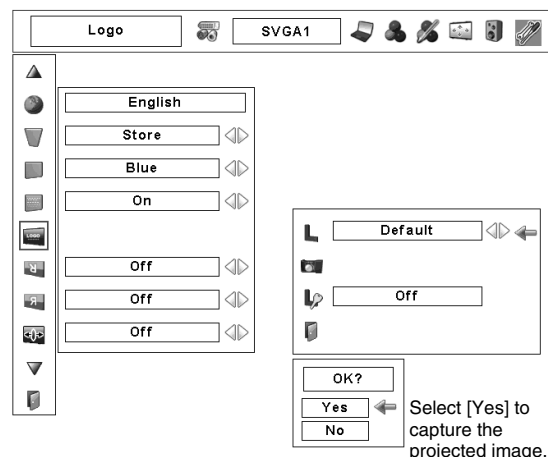 Logo
SVGA1
English
Store
Blue
On
LOGO
R
Off
R
Off
Off
L
Default
L
Off
OK?
Yes
No
Select [Yes] to
capture the
projected image.